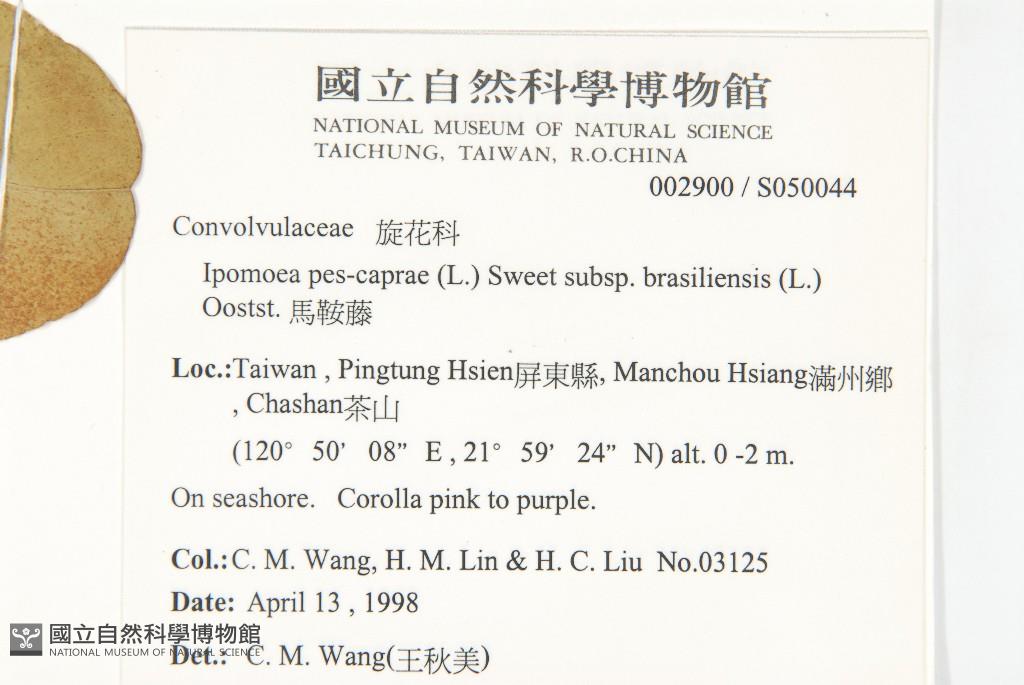 國立自然科學博物館
NATIONAL MUSEUM OF NATURAL SCIENCE
TAICHUNG, TAIWAN, R.O.CHINA
002900 / S050044
Convolvulaceae 旋花科
Ipomoea pes-caprae (L.) Sweet subsp. brasiliensis (L.)
Oostst. 馬鞍藤
Loc.:Taiwan , Pingtung Hsien屏東縣, Manchou Hsiang滿州鄉
, Chashan茶山
(120° 50’ 08” E , 21° 59’ 24” N) alt. 0 -2 m.
On seashore. Corolla pink to purple.
Col.: C. M. Wang, H. M. Lin & H. C. Liu No.03125
Date: April 13 , 1998
Det.: C. M. Wang(王秋美)
國立自然科學博物館
NATIONAL MUSEUM OF NATURAL SCIENCE